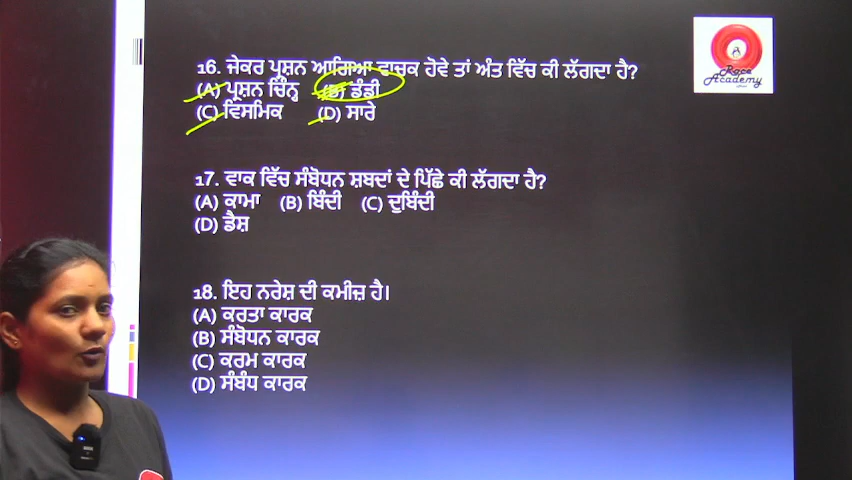 16. ਜੇਕਰ ਪ੍ਰਸ਼ਨ ਆਗਿਆ ਵਾਚਕ ਹੋਵੇ ਤਾਂ ਅੰਤ ਵਿੱਚ ਕੀ ਲੱਗਦਾ ਹੈ?
(A) ਪ੍ਰਸ਼ਨ ਚਿੰਨ੍ਹ (B) ਡੰਡੀ
(C) ਵਿਸਮਿਕ (D) ਸਾਰੇ
Race
Academy
17. ਵਾਕ ਵਿੱਚ ਸੰਬੋਧਨ ਸ਼ਬਦਾਂ ਦੇ ਪਿੱਛੇ ਕੀ ਲੱਗਦਾ ਹੈ?
(A) ਕਾਮਾ (B) ਬਿੰਦੀ (C) ਦੁਬਿੰਦੀ
(D) ਡੈਸ਼
18. ਇਹ ਨਰੇਸ਼ ਦੀ ਕਮੀਜ਼ ਹੈ।
(A) ਕਰਤਾ ਕਾਰਕ
(B) ਸੰਬੋਧਨ ਕਾਰਕ
(C) ਕਰਮ ਕਾਰਕ
(D) ਸੰਬੰਧ ਕਾਰਕ